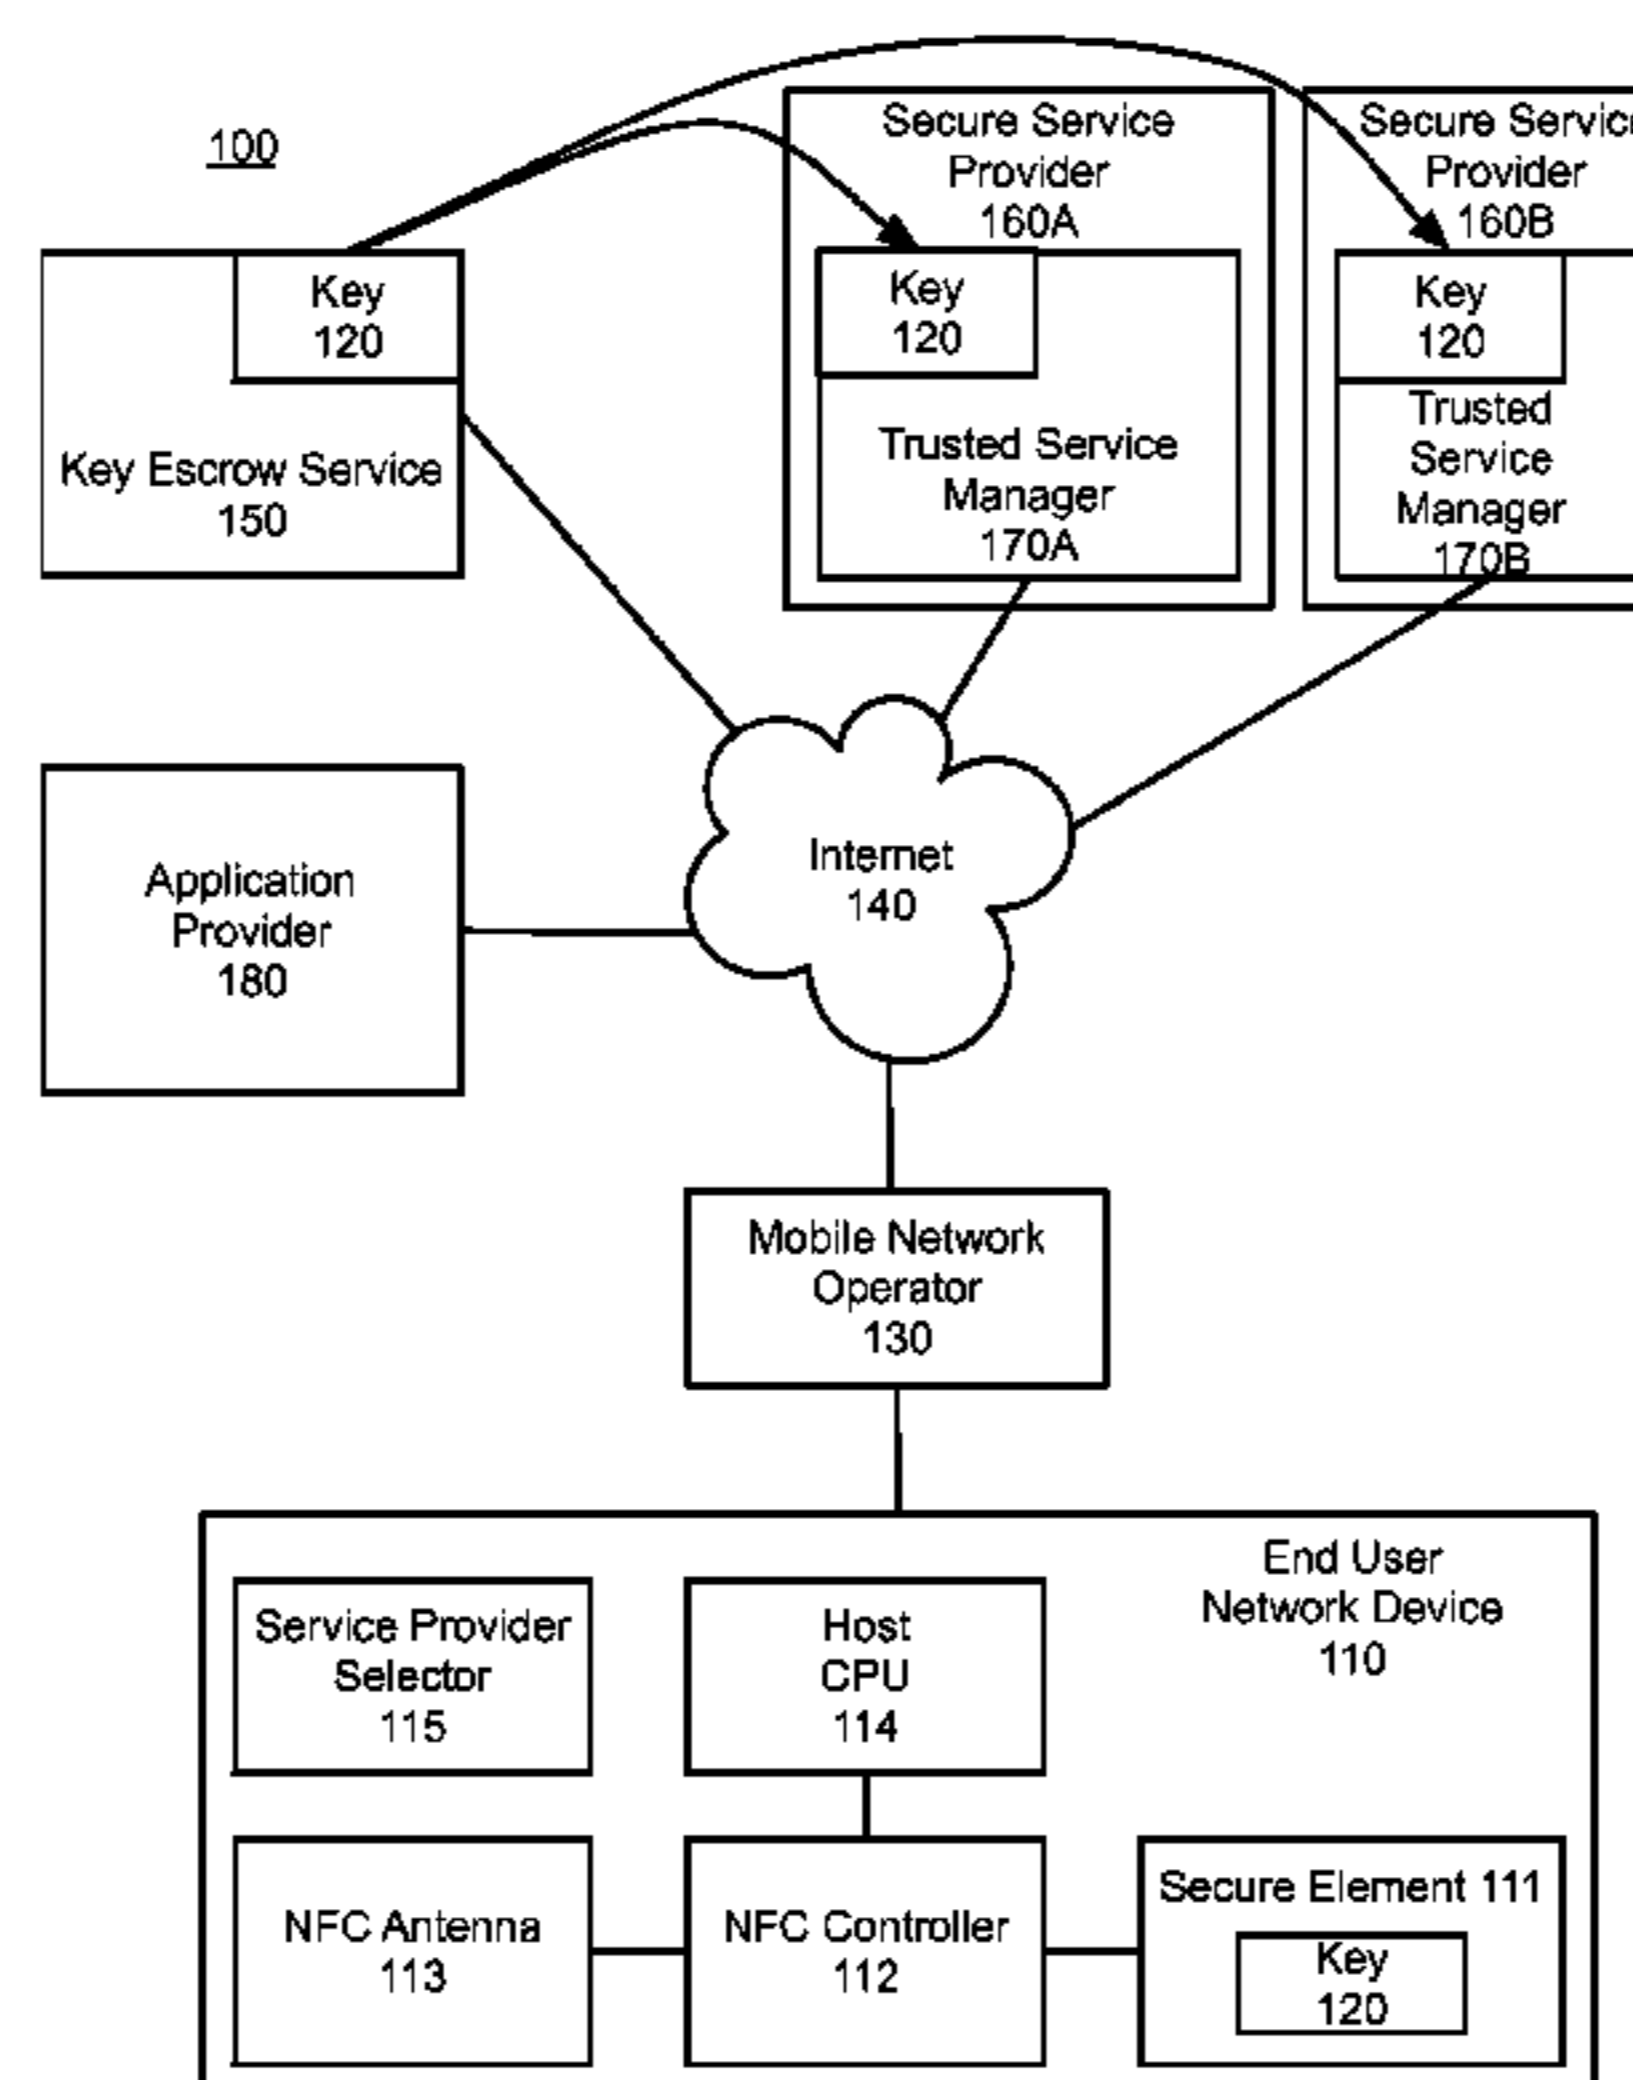 100
Secure Service
Provider
160A
Secure Servic
Provider
160B
Key
120
Key Escrow Service
150
Key
120
Trusted Service
Manager
170A
Key
120
Trusted
Service
Manager
170B
Application
Provider
180
Internet
140
Mobile Network
Operator
130
End User
Network Device
110
Service Provider
Selector
115
Host
CPU
114
NFC Antenna
113
NFC Controller
112
Secure Element 111
Key
120